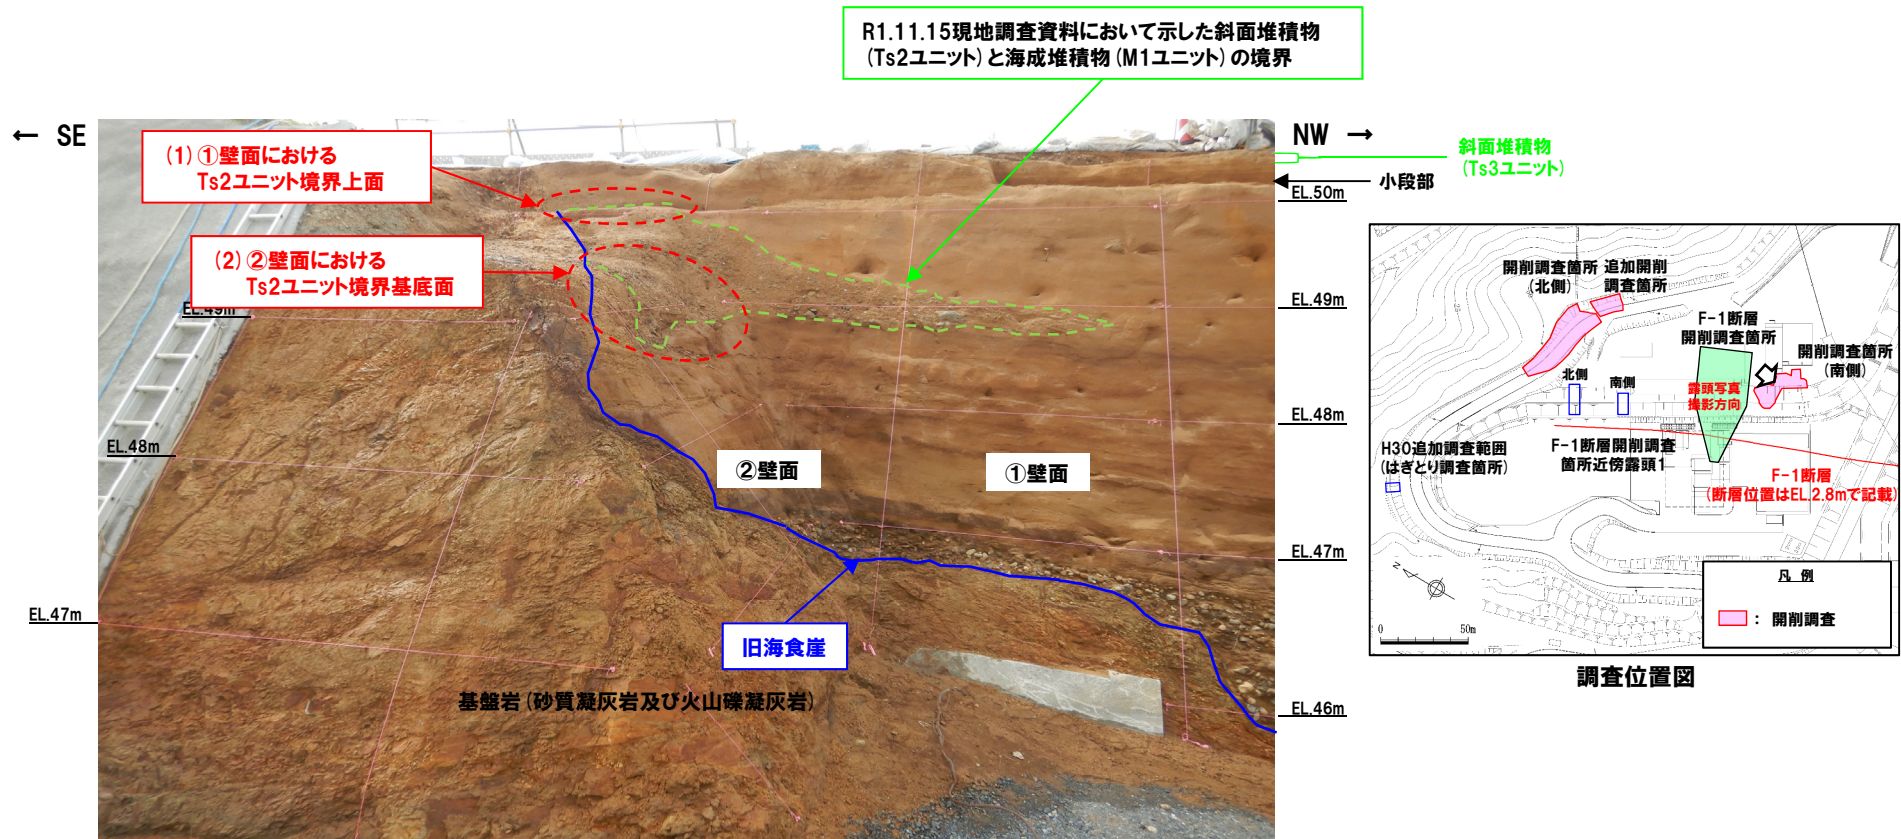 R1.11.15現地調査資料において示した斜面堆積物
(Ts2ユニット)と海成堆積物(M1ユニット)の境界
← SE
NW →
(1)①壁面における
Ts2ユニット境界上面
斜面堆積物
(Ts3ユニット)
小段部
EL.50m
(2)②壁面における
Ts2ユニット境界基底面
EL.49m
EL.49m
EL.48m
EL.48m
②壁面
①壁面
EL.47m
EL.47m
旧海食崖
基盤岩(砂質凝灰岩及び火山礫凝灰岩)
EL.46m
開削調査箇所
(北側)
追加開削
調査箇所
F-1断層
開削調査箇所
開削調査箇所
(南側)
北側
南側
露頭写真
撮影方向
H30追加調査範囲
(はぎとり調査箇所)
F-1断層開削調査
箇所近傍露頭1
F-1断層
(断層位置はEL.2.8mで記載)
N
0
50m
凡 例
: 開削調査
調査位置図